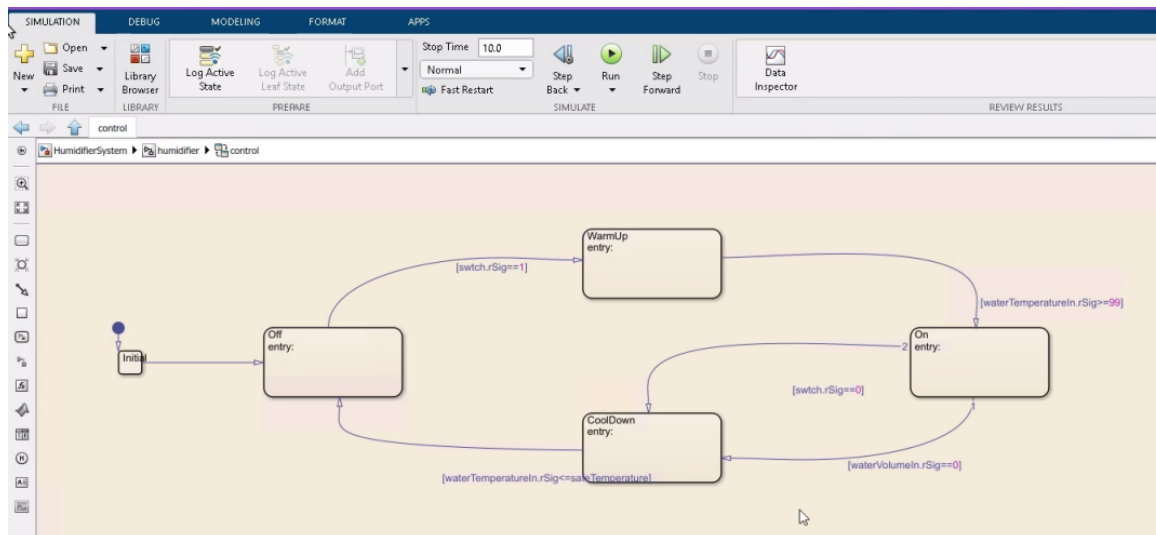 SIMULATION DEBUG MODELING FORMAT APPS
New
Open
Save
Print
FILE
Library
Browser
LIBRARY
Log Active
State
Log Active
Leaf State
Add
Output Port
PREPARE
Stop Time 10.0
Normal
Fast Restart
Step
Back
Run
Step
Forward
Stop
SIMULATE
Data
Inspector
REVIEW RESULTS
control
HumidifierSystem humidifier control
WarmUp
entry:
[swtch.rSig==1]
[waterTemperatureIn.rSig>=99]
Initial
Off
entry:
2
On
entry:
[swtch.rSig==0]
1
CoolDown
entry:
[waterVolumeIn.rSig==0]
[waterTemperatureIn.rSig<=safeTemperature]